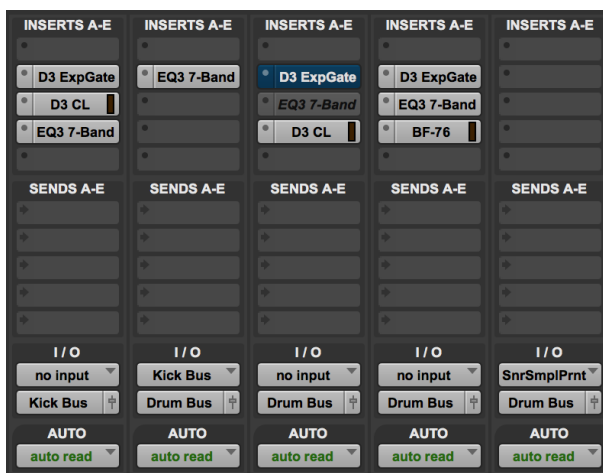 INSERTS A-E INSERTS A-E INSERTS A-E INSERTS A-E INSERTS A-E
D3 ExpGate EQ3 7-Band D3 ExpGate D3 ExpGate
D3 CL EQ3 7-Band EQ3 7-Band
EQ3 7-Band D3 CL BF-76
SENDS A-E SENDS A-E SENDS A-E SENDS A-E SENDS A-E
I / O I / O I / O I / O I / O
no input Kick Bus no input no input SnrSmplPrnt
Kick Bus Drum Bus Drum Bus Drum Bus Drum Bus
AUTO AUTO AUTO AUTO AUTO
auto read auto read auto read auto read auto read